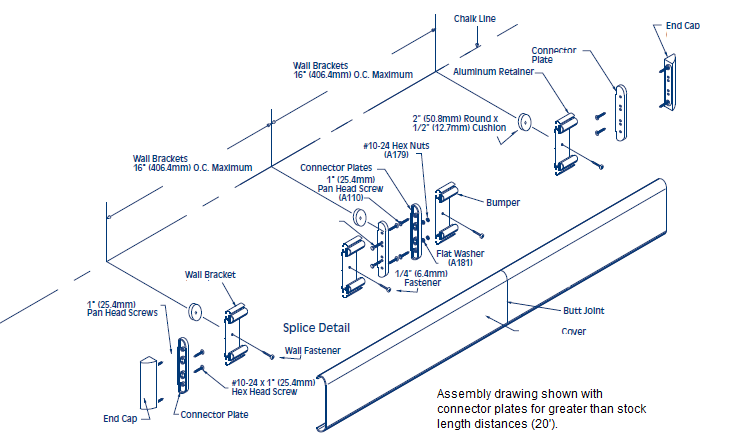 Chalk Line
End Cap
Connector
Plate
Wall Brackets
16" (406.4mm) O.C. Maximum
Aluminum Retainer
2" (50.8mm) Round x
1/2" (12.7mm) Cushion
#10-24 Hex Nuts
(A179)
Wall Brackets
16" (406.4mm) O.C. Maximum
Connector Plates
1" (25.4mm)
Pan Head Screw
(A110)
Bumper
Flat Washer
(A181)
1/4" (6.4mm)
Fastener
Wall Bracket
1" (25.4mm)
Pan Head Screws
Splice Detail
Butt Joint
Cover
Wall Fastener
#10-24 x 1" (25.4mm)
Hex Head Screw
End Cap
Connector Plate
Assembly drawing shown with
connector plates for greater than stock
length distances (20').